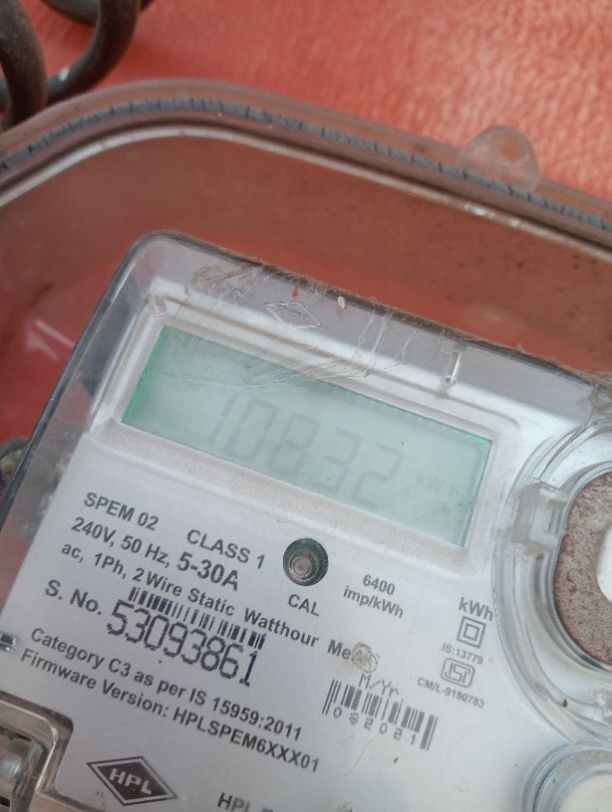 10832 kWh
SPEM 02 CLASS 1
240V, 50 Hz, 5-30A
ac, 1Ph, 2 Wire Static Watthour
CAL
6400
imp/kWh
S. No. 53093861
Category C3 as per IS 15959:2011
Firmware Version: HPLSPEM6XXX01
kWh
IS:13779
CM/L-9190783
M/Yr
082021
HPL
HPL